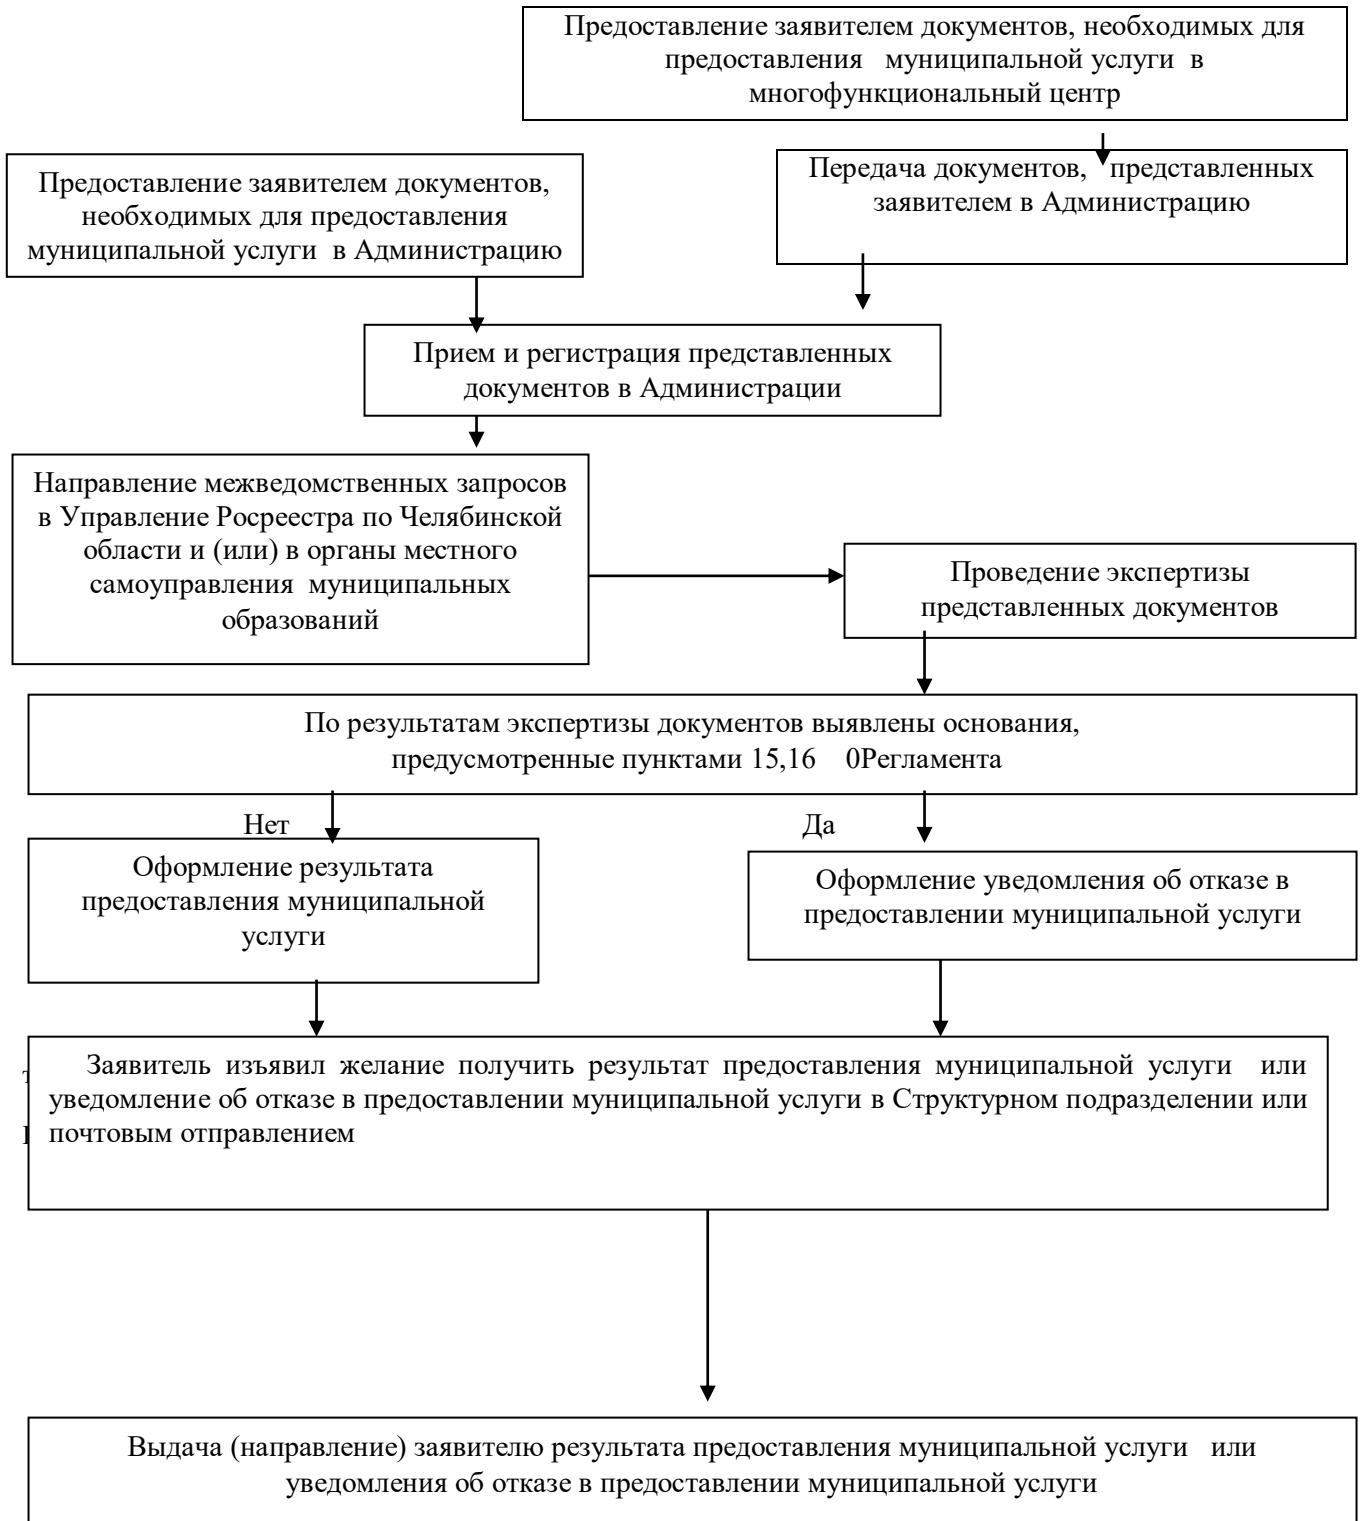 Предоставление заявителем документов, необходимых для
предоставления муниципальной услуги в
многофункциональный центр
Предоставление заявителем документов,
необходимых для предоставления
муниципальной услуги в Администрацию
Передача документов, представленных
заявителем в Администрацию
Прием и регистрация представленных
документов в Администрации
Направление межведомственных запросов
в Управление Росреестра по Челябинской
области и (или) в органы местного
самоуправления муниципальных
образований
Проведение экспертизы
представленных документов
По результатам экспертизы документов выявлены основания,
предусмотренные пунктами 15,16 0Регламента
Нет
Да
Оформление результата
предоставления муниципальной
услуги
Оформление уведомления об отказе в
предоставлении муниципальной услуги
Заявитель изъявил желание получить результат предоставления муниципальной услуги или
уведомление об отказе в предоставлении муниципальной услуги в Структурном подразделении или
почтовым отправлением
Выдача (направление) заявителю результата предоставления муниципальной услуги или
уведомления об отказе в предоставлении муниципальной услуги